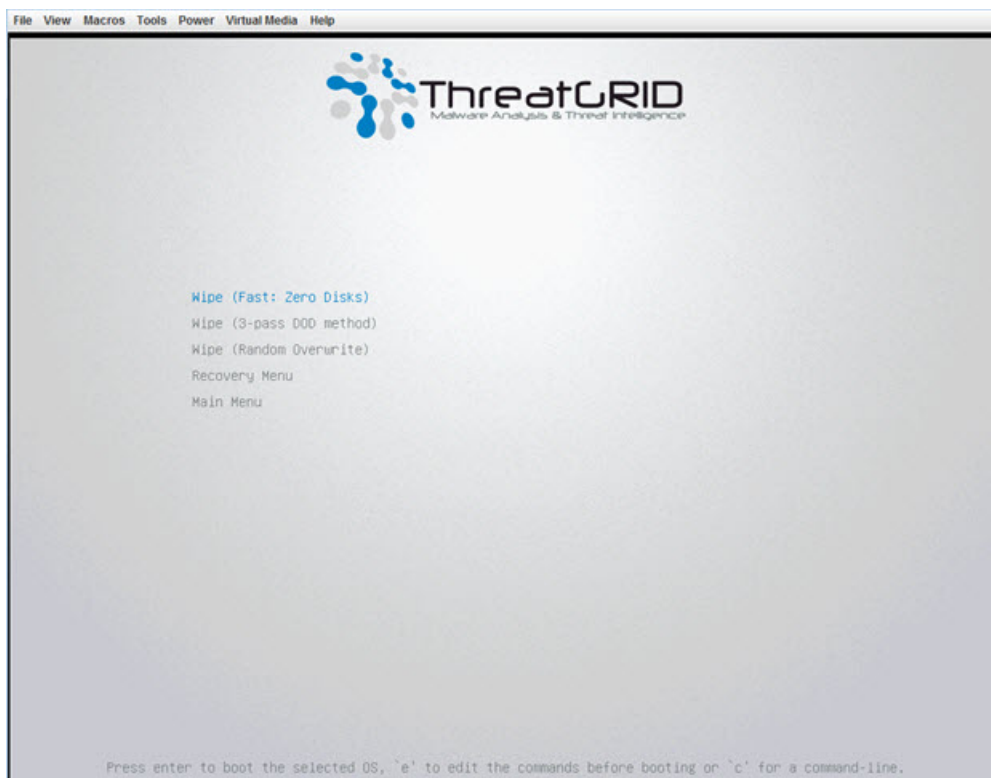 File View Macros Tools Power Virtual Media Help
ThreatGRID
Malware Analysis & Threat Intelligence
Wipe (Fast: Zero Disks)
Wipe (3-pass DOD method)
Wipe (Random Overwrite)
Recovery Menu
Main Menu
Press enter to boot the selected OS, `e' to edit the commands before booting or `c' for a command-line.